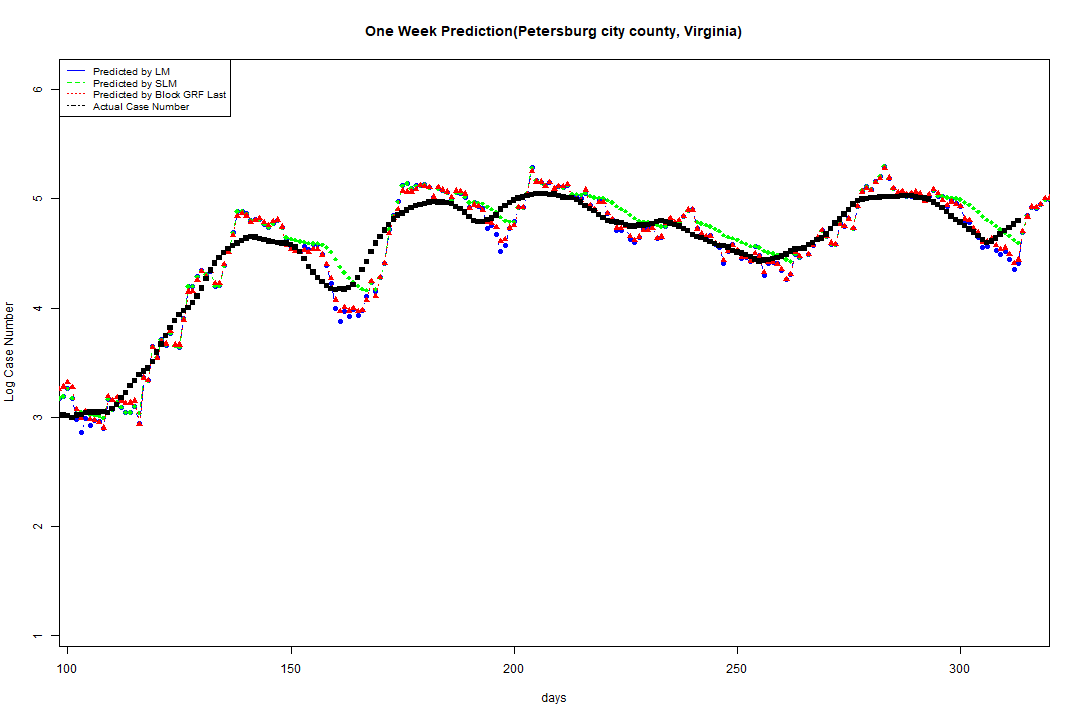 One Week Prediction(Petersburg city county, Virginia)
Predicted by LM
Predicted by SLM
Predicted by Block GRF Last
Actual Case Number
6
5
4
3
2
1
Log Case Number
100 150 200 250 300
days